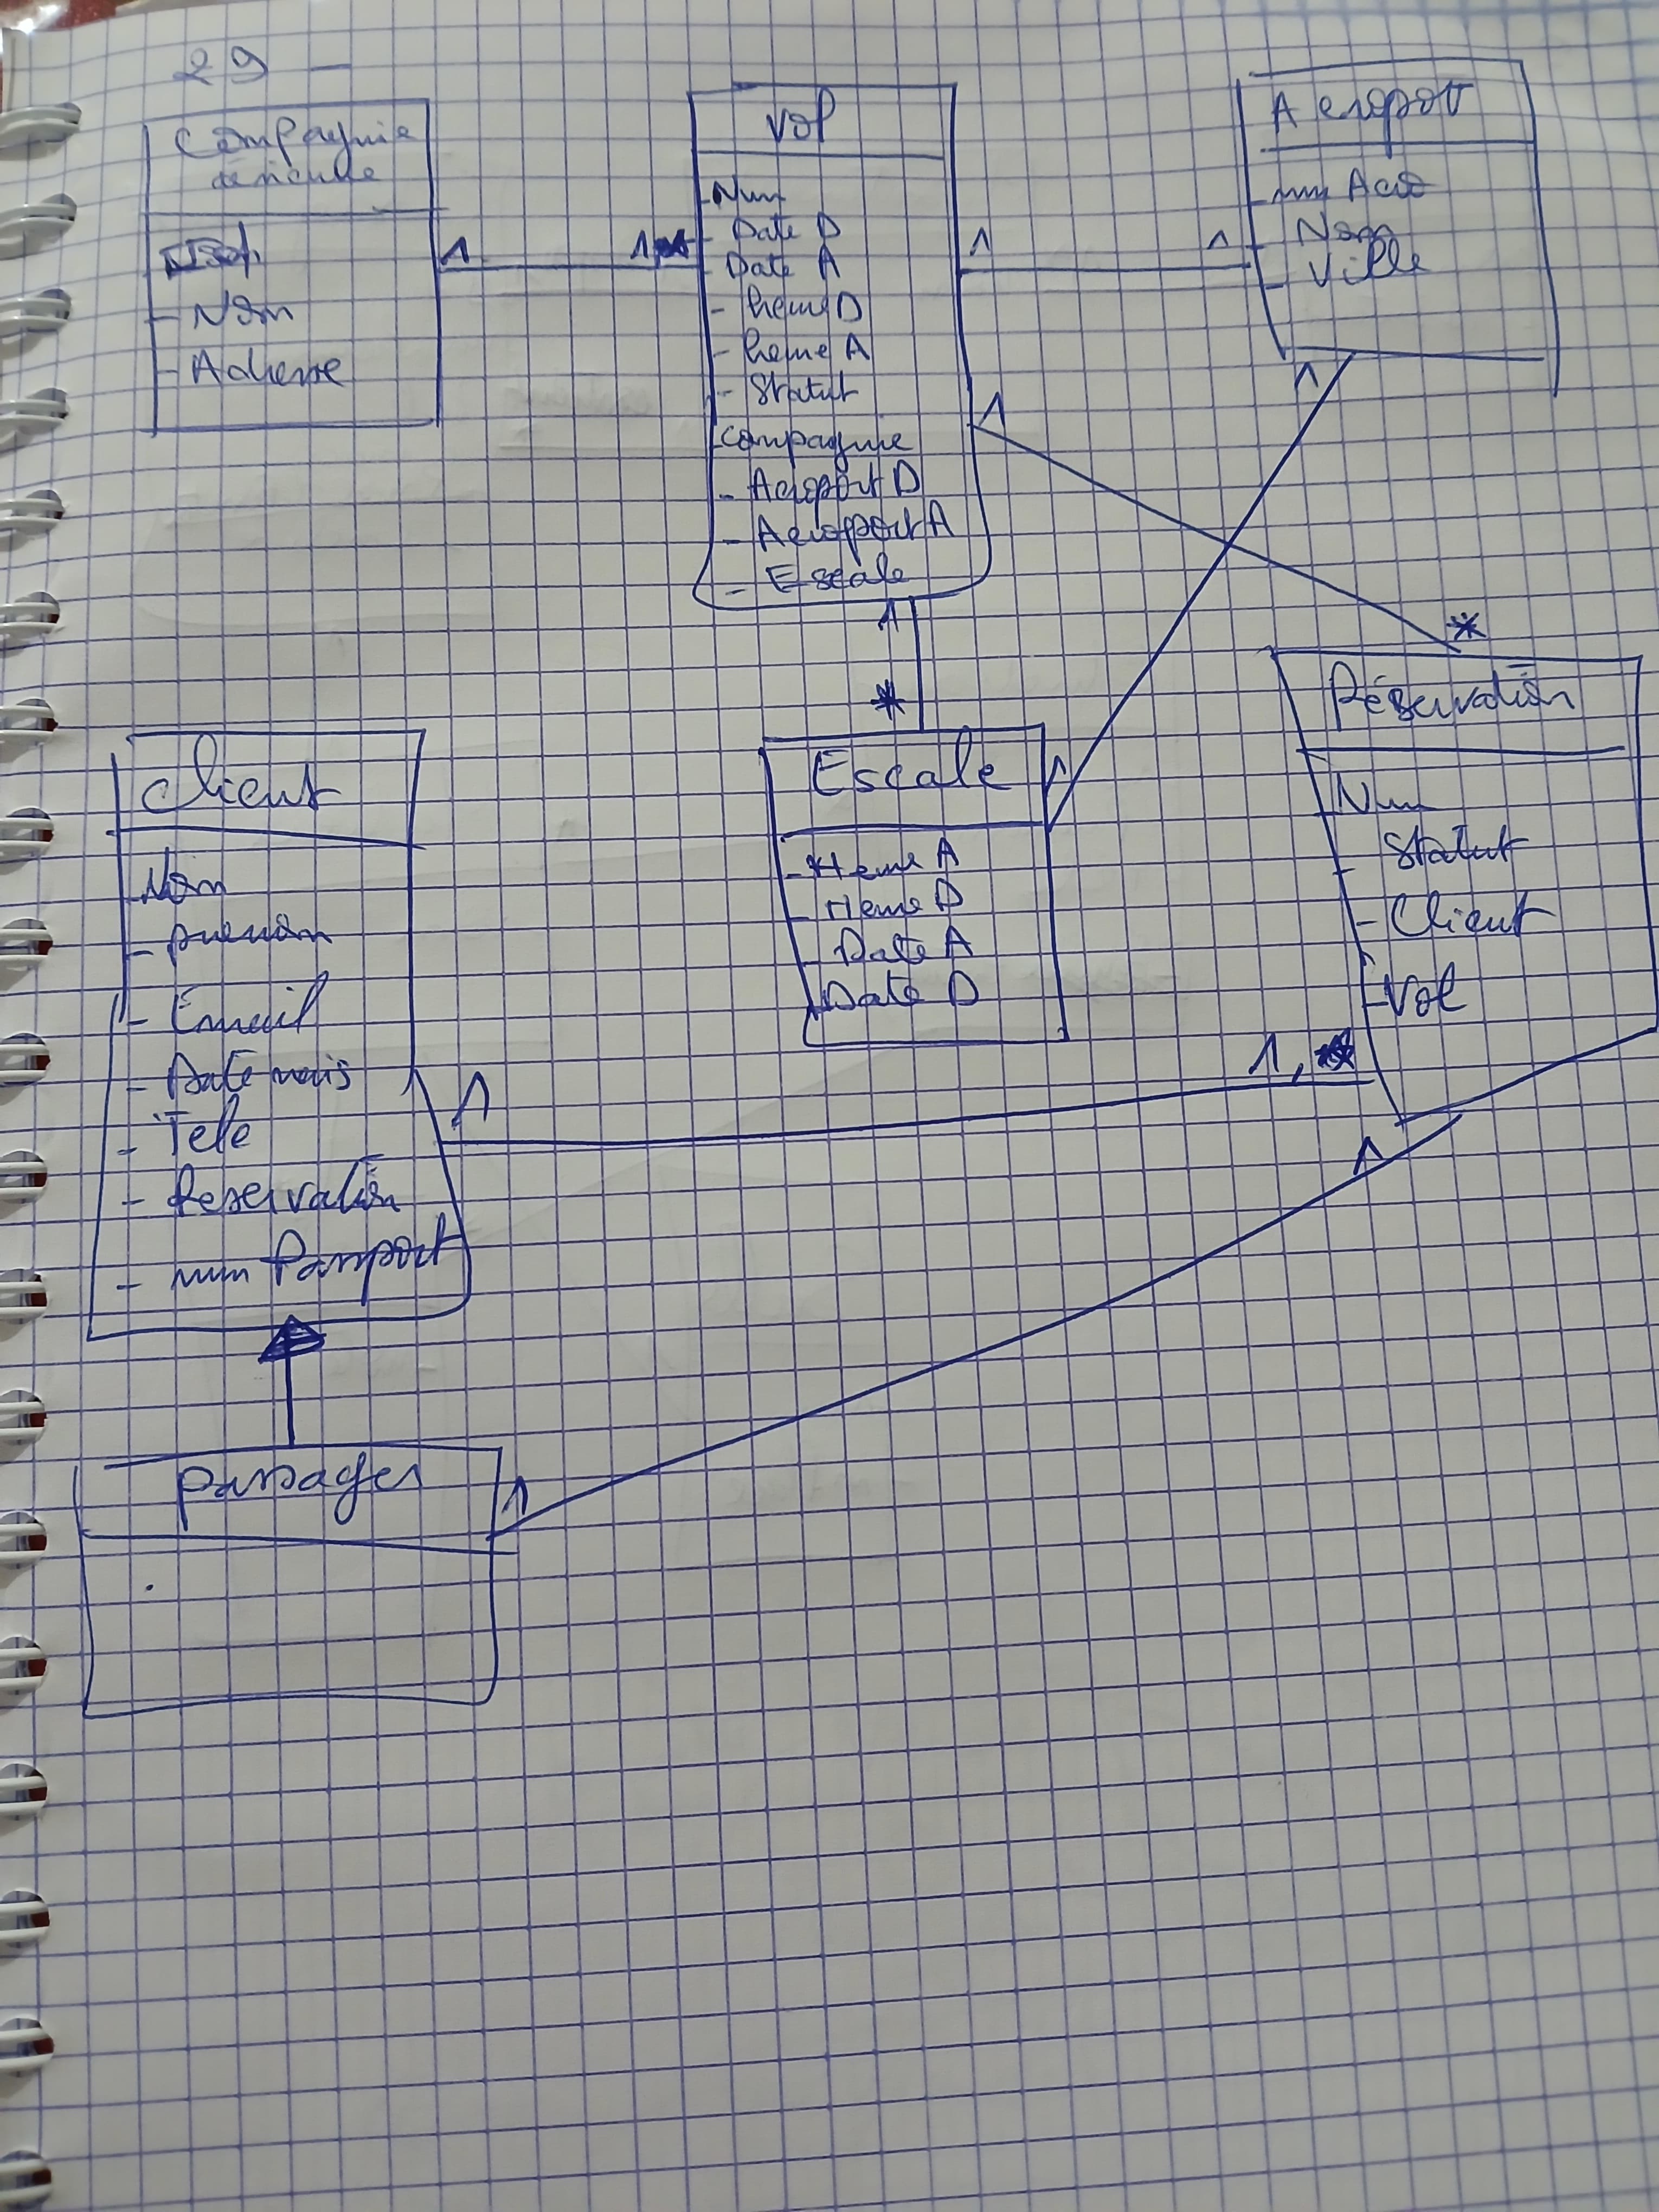 29 -
Compagnie
aérienne
- Nom
- Adresse
1
1..*
Vol
- Num
- Date D
- Date A
- heure D
- heure A
- Statut
- compagnie
- Aeroport D
- Aeroport A
- Escale
1
1
1
Aeroport
- num Aero
- Nom
- Ville
1
1
*
*
Réservation
- Num
- Statut
- Client
- Vol
Escale
1
- Heure A
- Heure D
- Date A
- Date D
Client
- Nom
- prenom
- Email
- Date nais
- Tele
- Reservation
- num Passport
1
1,*
1
passager
1